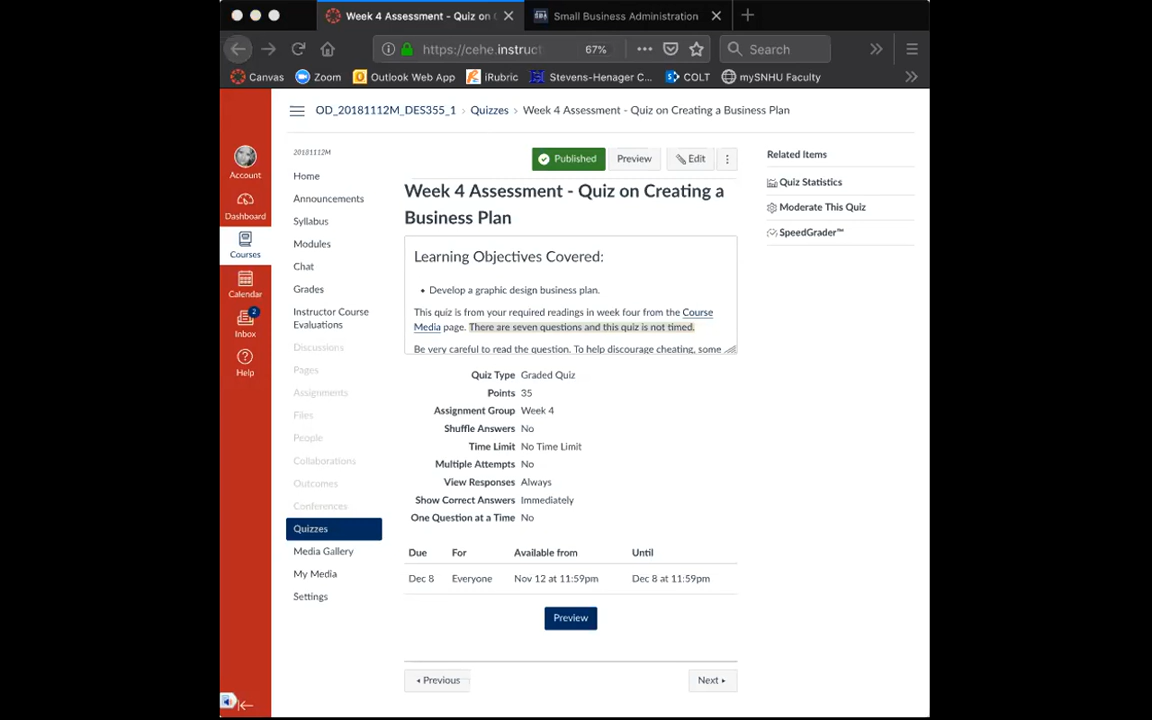 Week 4 Assessment - Quiz on C
Small Business Administration
https://cehe.instruct
67%
Search
Canvas
Zoom
Outlook Web App
iRubric
Stevens-Henager C...
COLT
mySNHU Faculty
OD_20181112M_DES355_1 › Quizzes › Week 4 Assessment - Quiz on Creating a Business Plan
Account
Dashboard
Courses
Calendar
2
Inbox
Help
20181112M
Home
Announcements
Syllabus
Modules
Chat
Grades
Instructor Course
Evaluations
Discussions
Pages
Assignments
Files
People
Collaborations
Outcomes
Conferences
Quizzes
Media Gallery
My Media
Settings
Published
Preview
Edit
Week 4 Assessment - Quiz on Creating a
Business Plan
Learning Objectives Covered:
• Develop a graphic design business plan.
This quiz is from your required readings in week four from the Course
Media page. There are seven questions and this quiz is not timed.
Be very careful to read the question. To help discourage cheating, some
Quiz Type Graded Quiz
Points 35
Assignment Group Week 4
Shuffle Answers No
Time Limit No Time Limit
Multiple Attempts No
View Responses Always
Show Correct Answers Immediately
One Question at a Time No
Due For Available from Until
Dec 8 Everyone Nov 12 at 11:59pm Dec 8 at 11:59pm
Preview
◂ Previous
Next ▸
Related Items
Quiz Statistics
Moderate This Quiz
SpeedGrader™